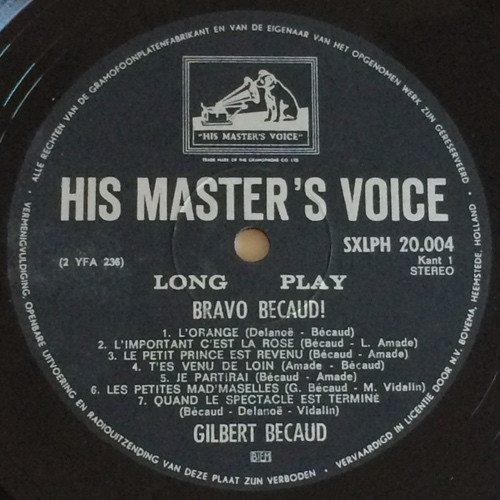 ALLE RECHTEN VAN DE GRAMOFOONPLATENFABRIKANT EN VAN DE EIGENAAR VAN HET OPGENOMEN WERK ZIJN GERESERVEERD
"HIS MASTER'S VOICE"
TRADE MARK OF THE GRAMOPHONE CO. LTD.
HIS MASTER'S VOICE
SXLPH 20.004
(2 YFA 236)
Kant 1
STEREO
LONG PLAY
BRAVO BECAUD!
1. L'ORANGE (Delanoë - Bécaud)
2. L'IMPORTANT C'EST LA ROSE (Bécaud - L. Amade)
3. LE PETIT PRINCE EST REVENU (Bécaud - Amade)
4. T'ES VENU DE LOIN (Amade - Bécaud)
5. JE PARTIRAI (Bécaud - Amade)
6. LES PETITES MAD'MASELLES (G. Bécaud - M. Vidalin)
7. QUAND LE SPECTACLE EST TERMINE
(Bécaud - Delanoë - Vidalin)
GILBERT BECAUD
BIEM
VERMENIGVULDIGING, OPENBARE UITVOERING EN RADIOUITZENDING VAN DEZE PLAAT ZIJN VERBODEN • VERVAARDIGD IN LICENTIE DOOR N.V. BOVEMA, HEEMSTEDE, HOLLAND